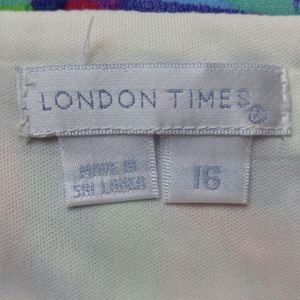 LONDON TIMES®
MADE IN
SRI LANKA
16